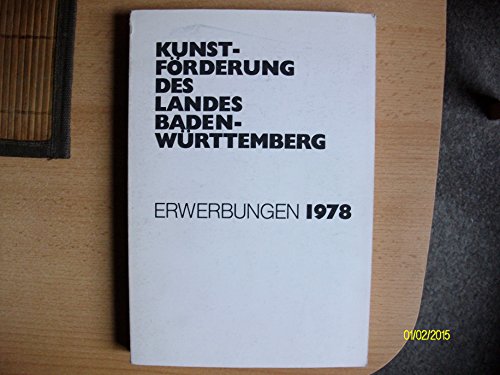 KUNST-
FÖRDERUNG
DES
LANDES
BADEN-
WÜRTTEMBERG
ERWERBUNGEN 1978
01/02/2015